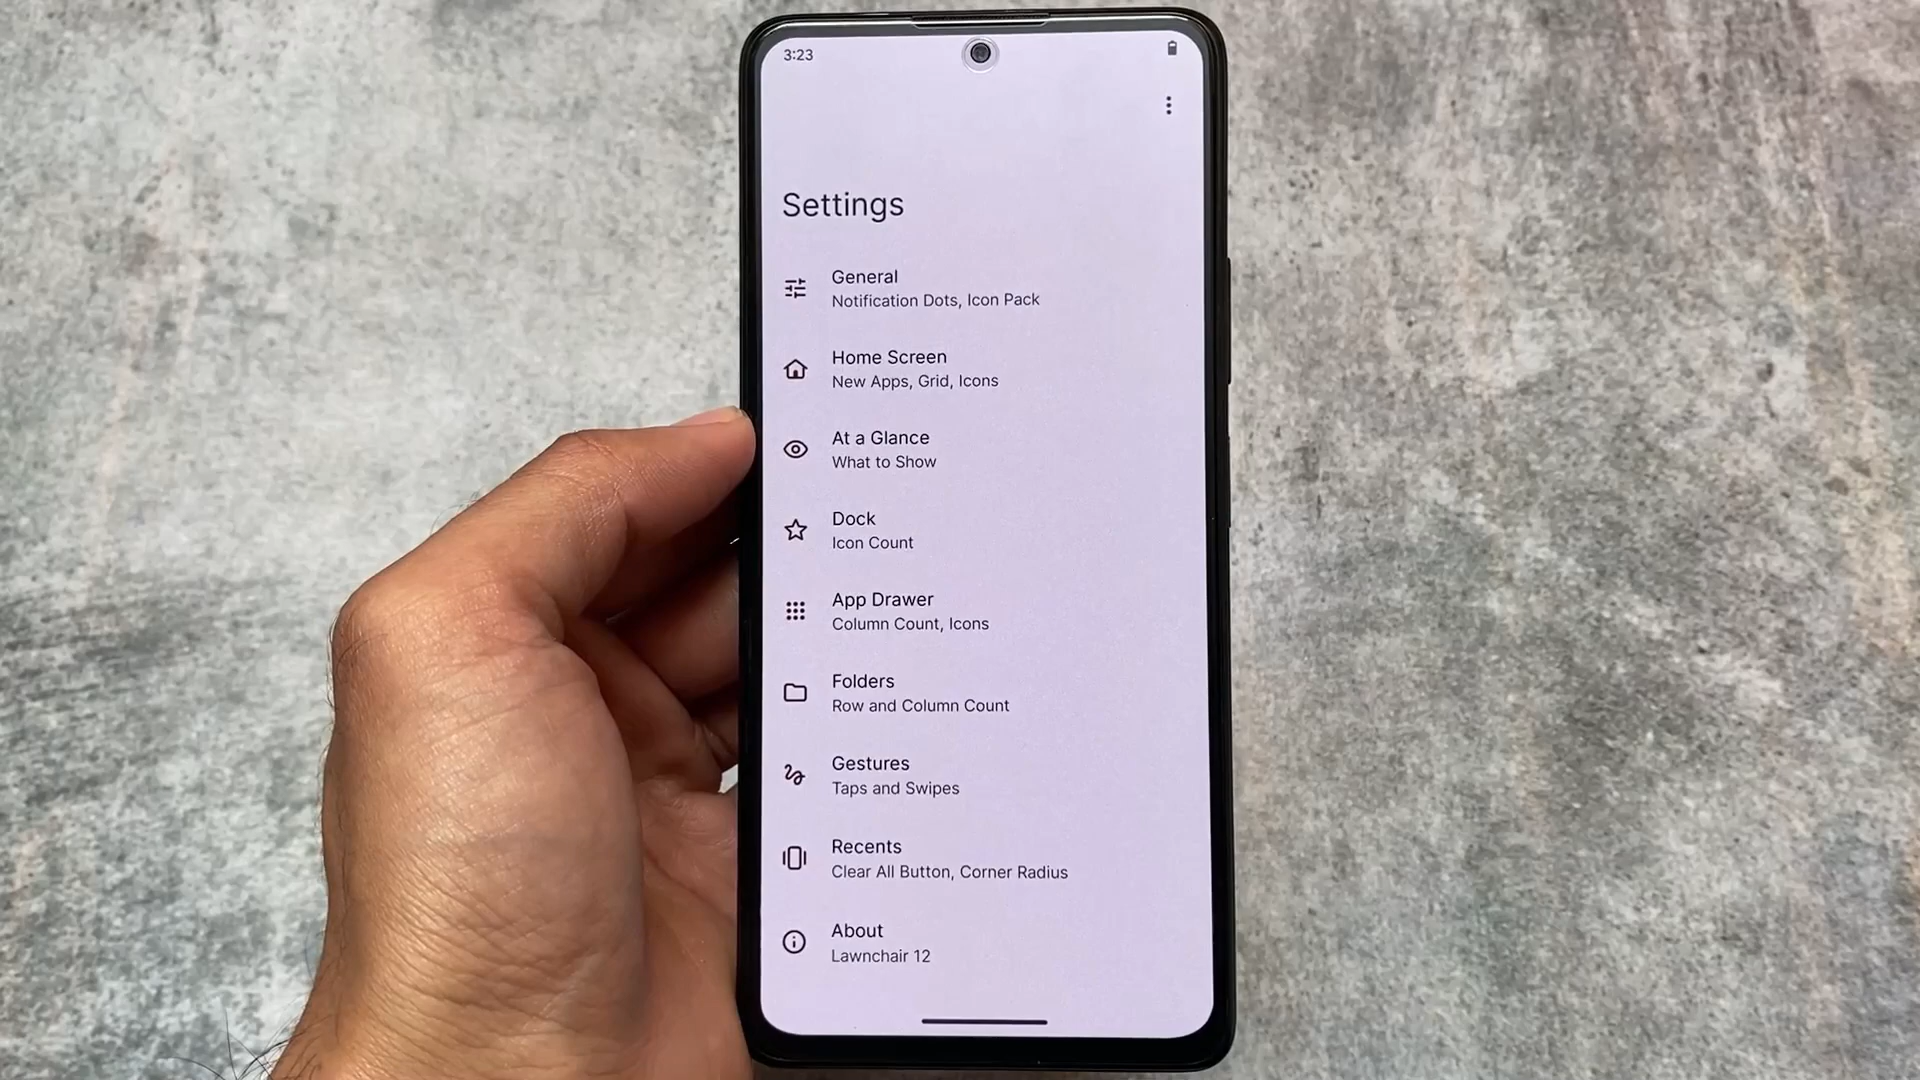 3:23
Settings
General
Notification Dots, Icon Pack
Home Screen
New Apps, Grid, Icons
At a Glance
What to Show
Dock
Icon Count
App Drawer
Column Count, Icons
Folders
Row and Column Count
Gestures
Taps and Swipes
Recents
Clear All Button, Corner Radius
About
Lawnchair 12